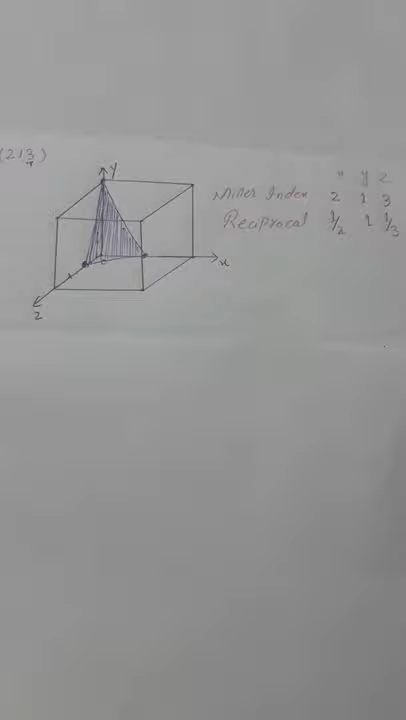 (213)
y
x y z
Miller Index 2 1 3
Reciprocal 1/2 1 1/3
x
z